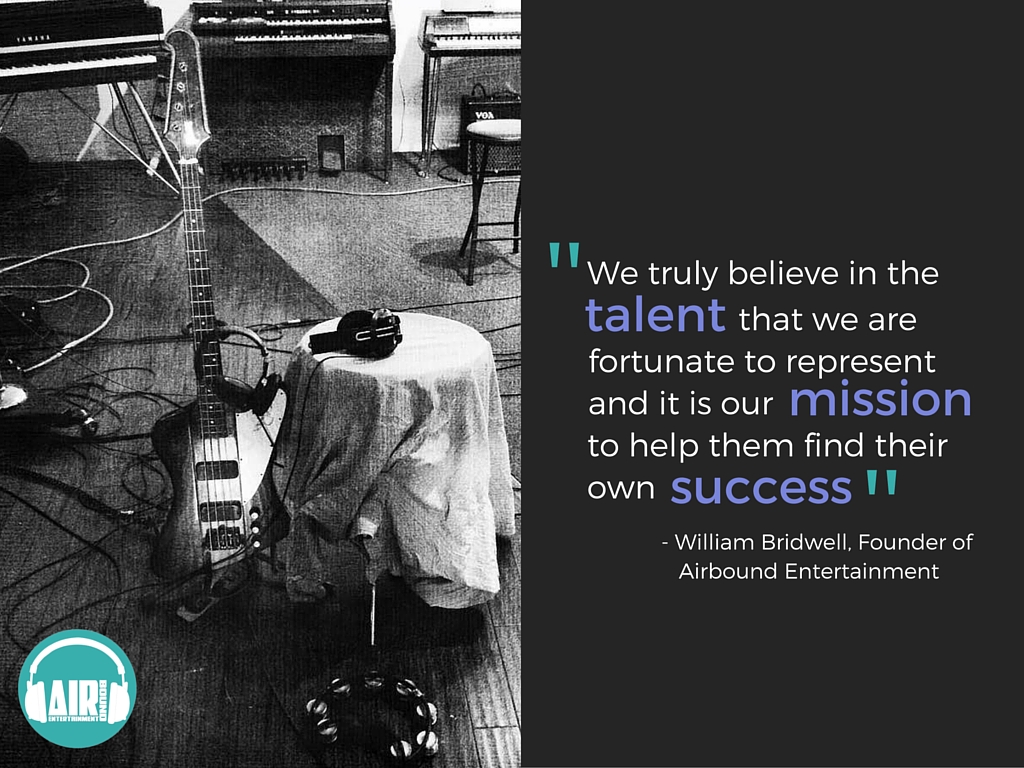 YAMAHA
VOX
"We truly believe in the
talent that we are
fortunate to represent
and it is our mission
to help them find their
own success"
- William Bridwell, Founder of
Airbound Entertainment
AIR
BOUND
ENTERTAINMENT